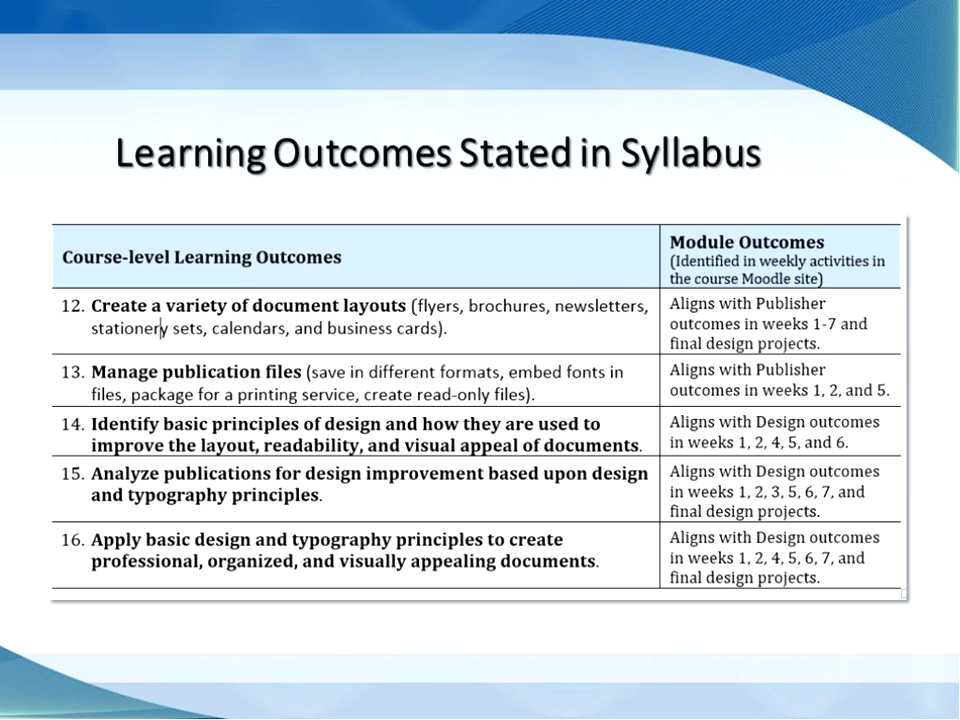 Learning Outcomes Stated in Syllabus
Course-level Learning Outcomes
Module Outcomes
(Identified in weekly activities in
the course Moodle site)
12. Create a variety of document layouts (flyers, brochures, newsletters,
stationery sets, calendars, and business cards).
Aligns with Publisher
outcomes in weeks 1-7 and
final design projects.
13. Manage publication files (save in different formats, embed fonts in
files, package for a printing service, create read-only files).
Aligns with Publisher
outcomes in weeks 1, 2, and 5.
14. Identify basic principles of design and how they are used to
improve the layout, readability, and visual appeal of documents.
Aligns with Design outcomes
in weeks 1, 2, 4, 5, and 6.
15. Analyze publications for design improvement based upon design
and typography principles.
Aligns with Design outcomes
in weeks 1, 2, 3, 5, 6, 7, and
final design projects.
16. Apply basic design and typography principles to create
professional, organized, and visually appealing documents.
Aligns with Design outcomes
in weeks 1, 2, 4, 5, 6, 7, and
final design projects.